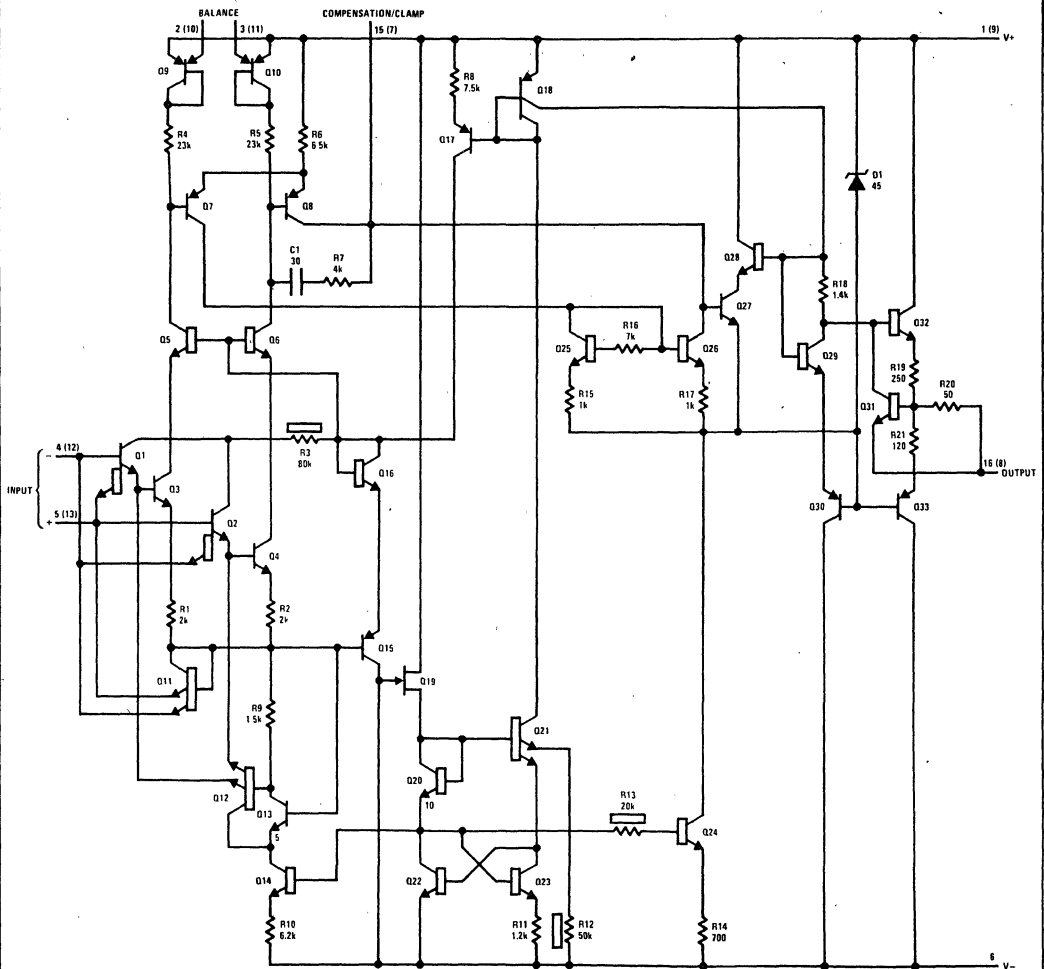 BALANCE
COMPENSATION/CLAMP
2 (10)
3 (11)
15 (7)
1 (9)
V+
Q9
Q10
R8
7.5k
Q18
R4
23k
R5
23k
R6
6 5k
Q17
D1
45
Q7
Q8
C1
30
R7
4k
Q28
R18
1.4k
Q27
Q5
Q6
Q25
R16
7k
Q26
Q29
Q32
R19
250
R15
1k
R17
1k
Q31
R20
50
R21
120
4 (12)
−
Q1
R3
80k
Q16
16 (8)
OUTPUT
INPUT
Q3
5 (13)
+
Q2
Q30
Q33
Q4
R1
2k
R2
2k
Q15
Q11
Q19
R9
1 5k
Q21
Q12
Q13
5
Q20
10
R13
20k
Q24
Q14
Q22
Q23
R10
6.2k
R11
1.2k
R12
50k
R14
700
6
V−